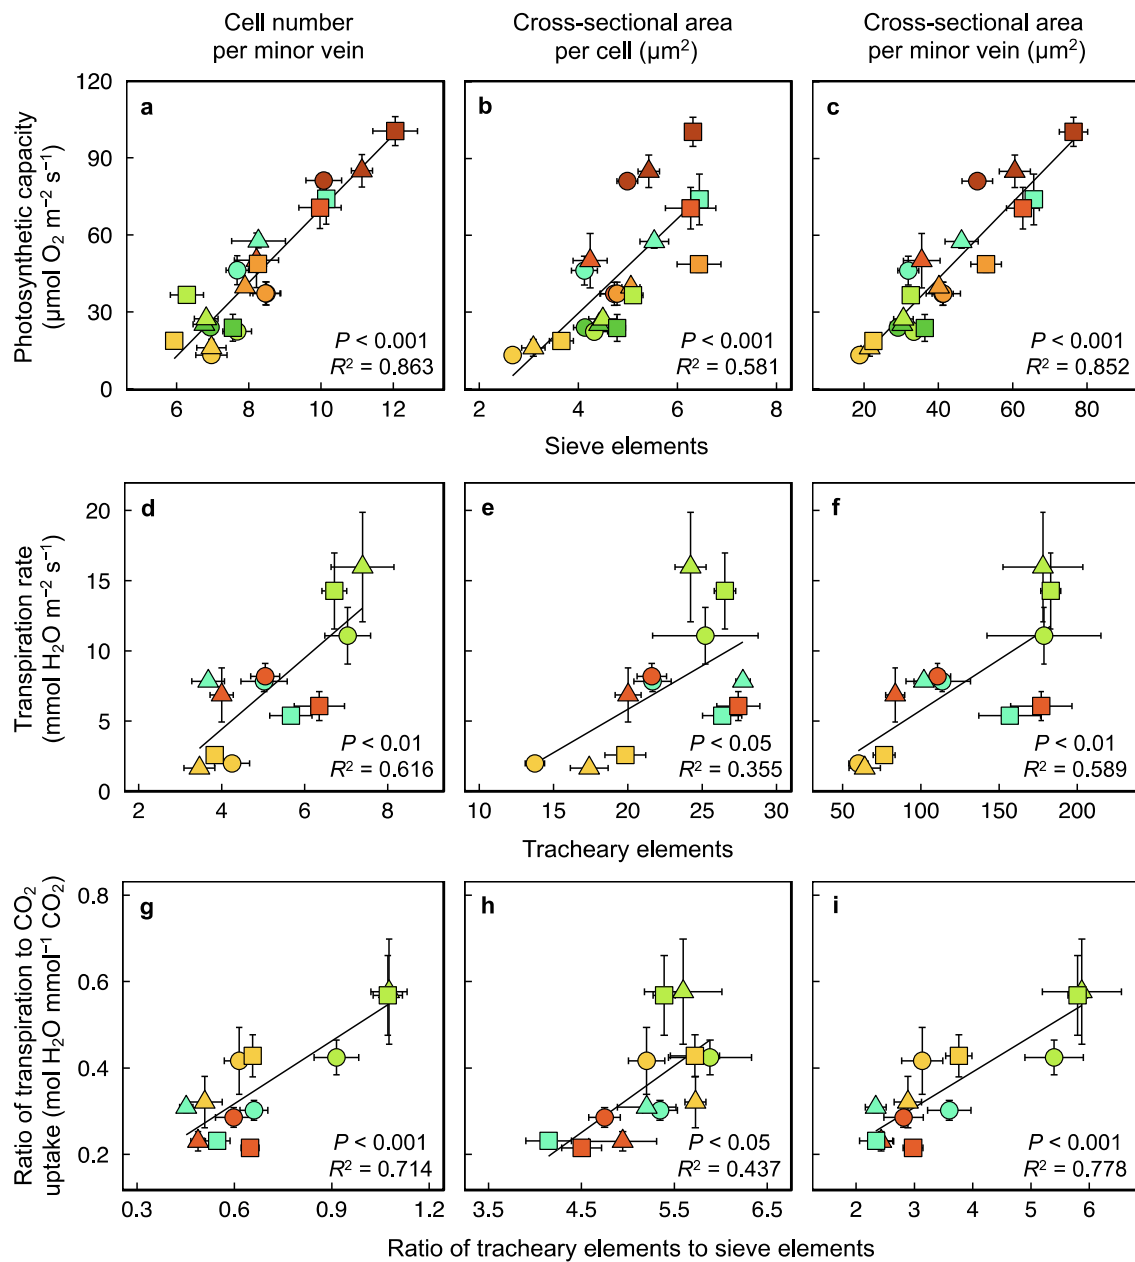 Cell number
per minor vein
Cross-sectional area
per cell (µm²)
Cross-sectional area
per minor vein (µm²)
Photosynthetic capacity
(µmol O₂ m⁻² s⁻¹)
120
90
60
30
0
a
P < 0.001
R² = 0.863
6 8 10 12
b
P < 0.001
R² = 0.581
2 4 6 8
c
P < 0.001
R² = 0.852
20 40 60 80
Sieve elements
Transpiration rate
(mmol H₂O m⁻² s⁻¹)
20
15
10
5
0
d
P < 0.01
R² = 0.616
2 4 6 8
e
P < 0.05
R² = 0.355
10 15 20 25 30
f
P < 0.01
R² = 0.589
50 100 150 200
Tracheary elements
Ratio of transpiration to CO₂
uptake (mol H₂O mmol⁻¹ CO₂)
0.8
0.6
0.4
0.2
g
P < 0.001
R² = 0.714
0.3 0.6 0.9 1.2
h
P < 0.05
R² = 0.437
3.5 4.5 5.5 6.5
i
P < 0.001
R² = 0.778
2 3 4 5 6
Ratio of tracheary elements to sieve elements